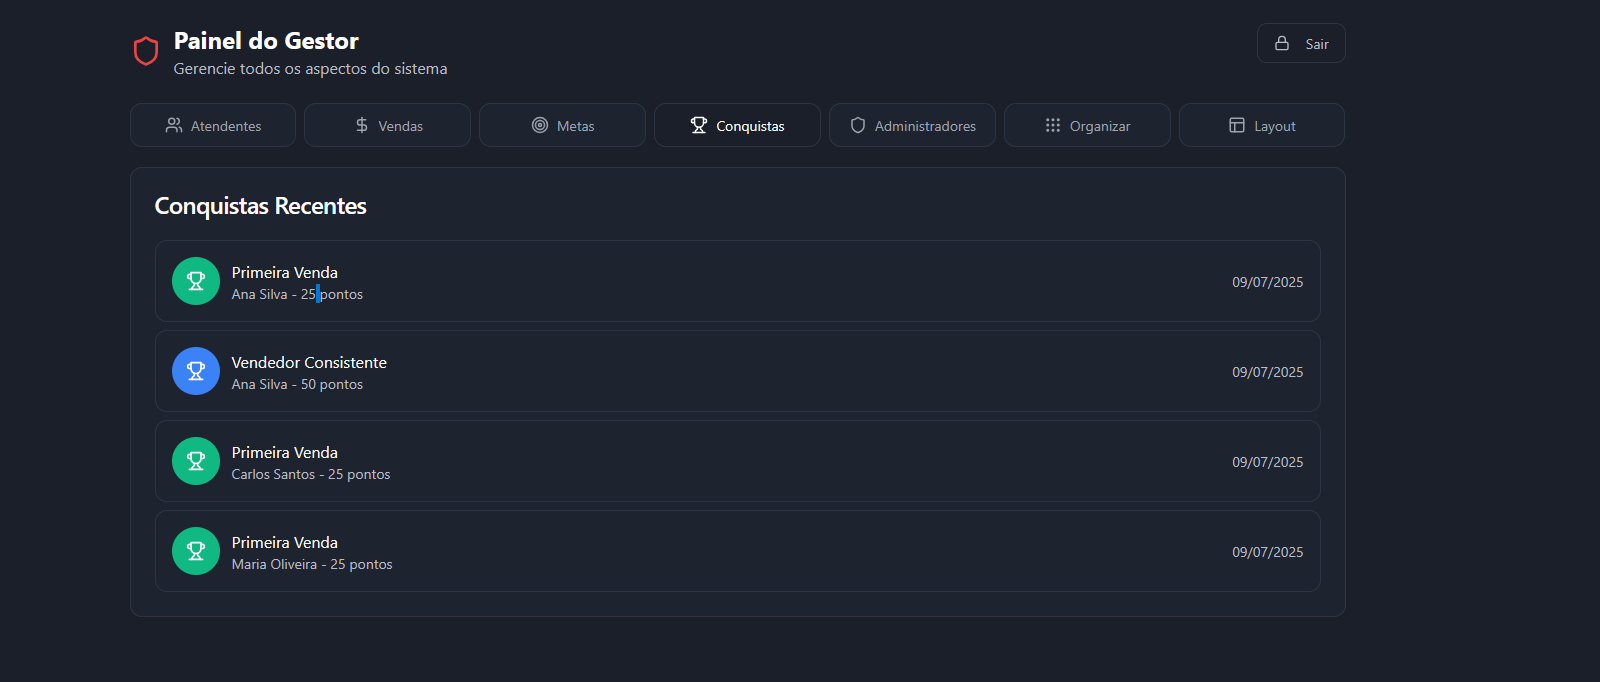 Painel do Gestor
Gerencie todos os aspectos do sistema
Sair
Atendentes
Vendas
Metas
Conquistas
Administradores
Organizar
Layout
Conquistas Recentes
Primeira Venda
Ana Silva - 25 pontos
09/07/2025
Vendedor Consistente
Ana Silva - 50 pontos
09/07/2025
Primeira Venda
Carlos Santos - 25 pontos
09/07/2025
Primeira Venda
Maria Oliveira - 25 pontos
09/07/2025